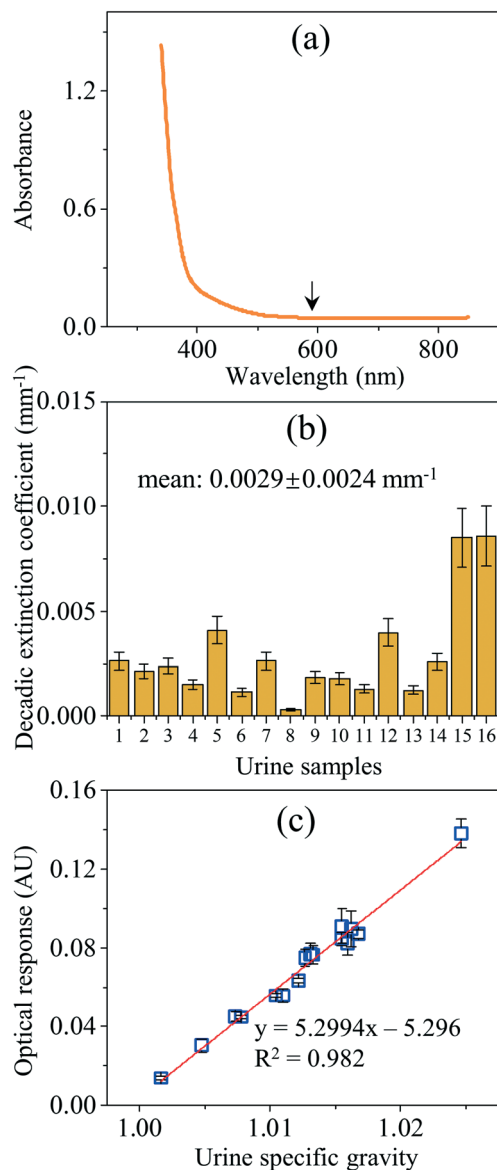 (a)
Absorbance
1.2
0.6
0.0
400 600 800
Wavelength (nm)
(b)
mean: 0.0029±0.0024 mm⁻¹
Decadic extinction coefficient (mm⁻¹)
0.015
0.010
0.005
0.000
1 2 3 4 5 6 7 8 9 10 11 12 13 14 15 16
Urine samples
(c)
Optical response (AU)
0.16
0.12
0.08
0.04
0.00
y = 5.2994x – 5.296
R² = 0.982
1.00 1.01 1.02
Urine specific gravity